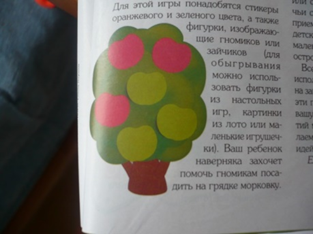 Для этой игры понадобятся стикеры
оранжевого и зеленого цвета, а также
фигурки, изображаю-
щие гномиков или
зайчиков (для
обыгрывания
можно исполь-
зовать фигурки
из настольных
игр, картинки
из лото или ма-
ленькие игрушеч-
ки). Ваш ребенок
наверняка захочет
помочь гномикам поса-
дить на грядке морковку.